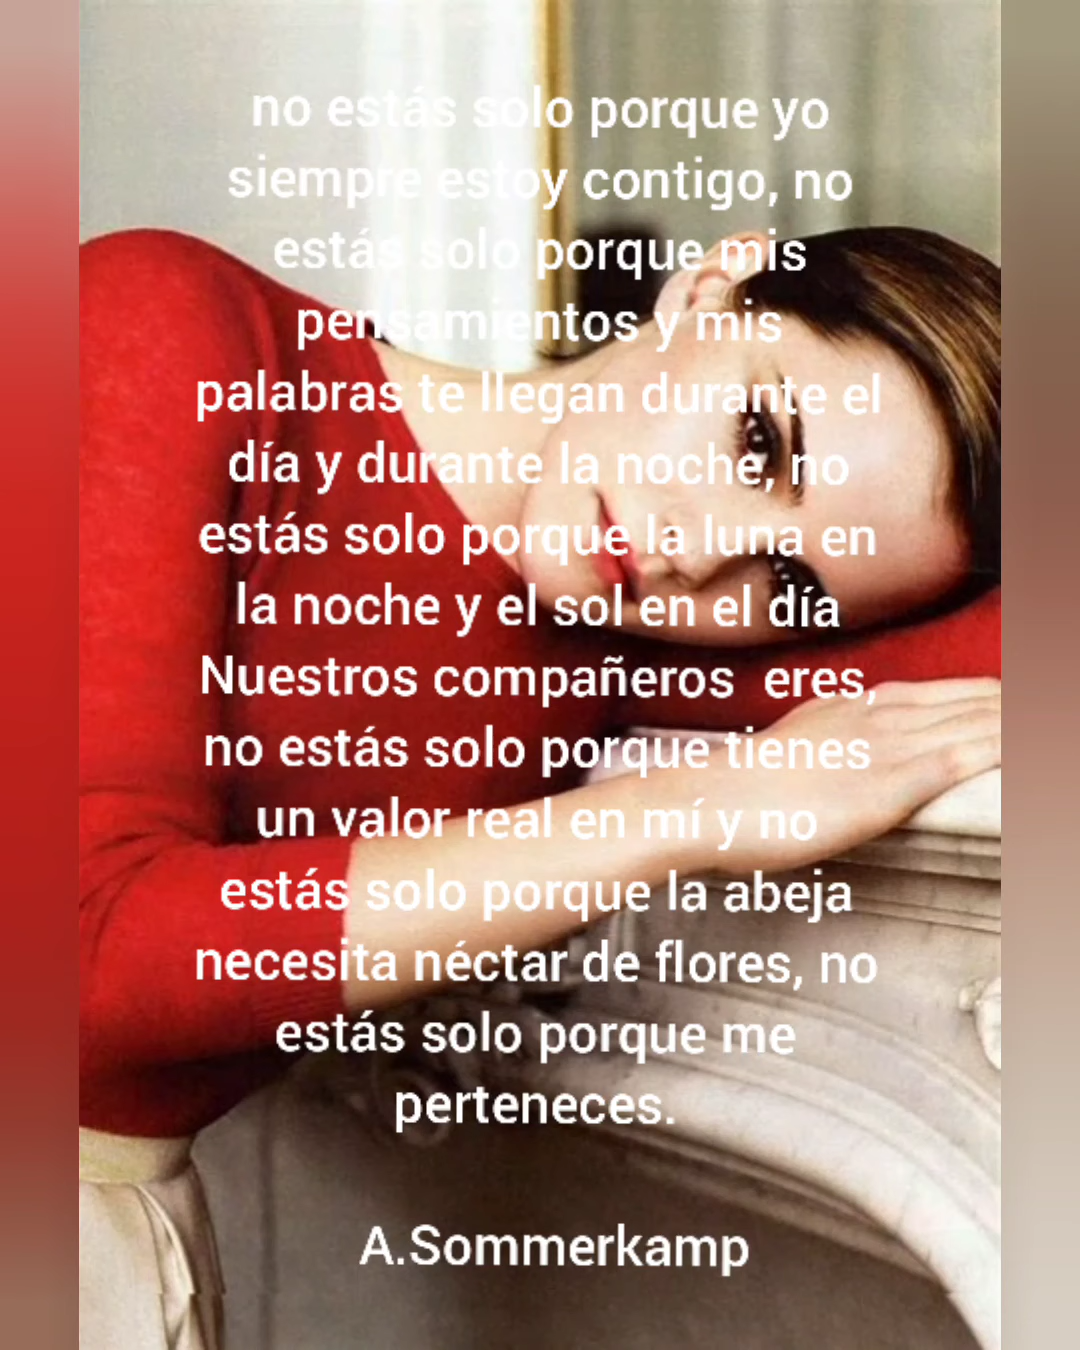 no estás solo porque yo
siempre estoy contigo, no
estás solo porque mis
pensamientos y mis
palabras te llegan durante el
día y durante la noche, no
estás solo porque la luna en
la noche y el sol en el día
Nuestros compañeros  eres,
no estás solo porque tienes
un valor real en mí y no
estás solo porque la abeja
necesita néctar de flores, no
estás solo porque me
perteneces.
A.Sommerkamp